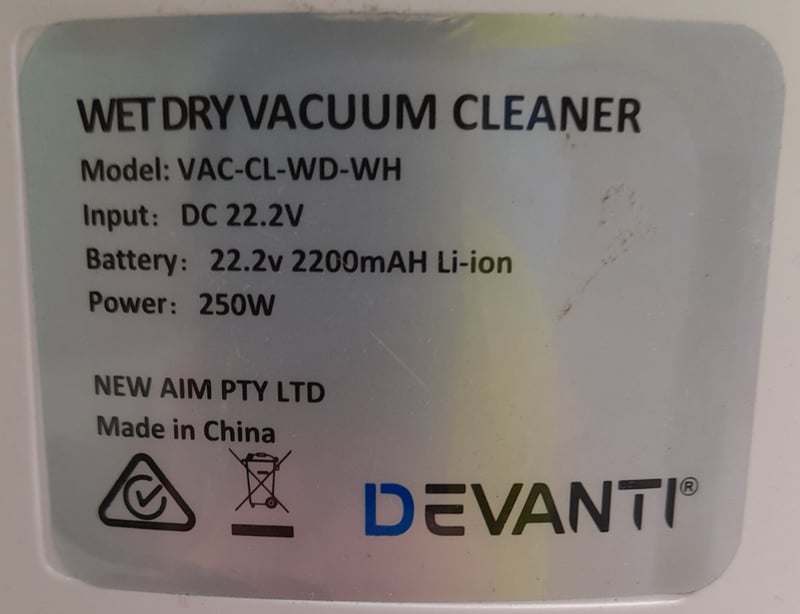 WET DRY VACUUM CLEANER
Model: VAC-CL-WD-WH
Input: DC 22.2V
Battery: 22.2v 2200mAH Li-ion
Power: 250W
NEW AIM PTY LTD
Made in China
DEVANTI®